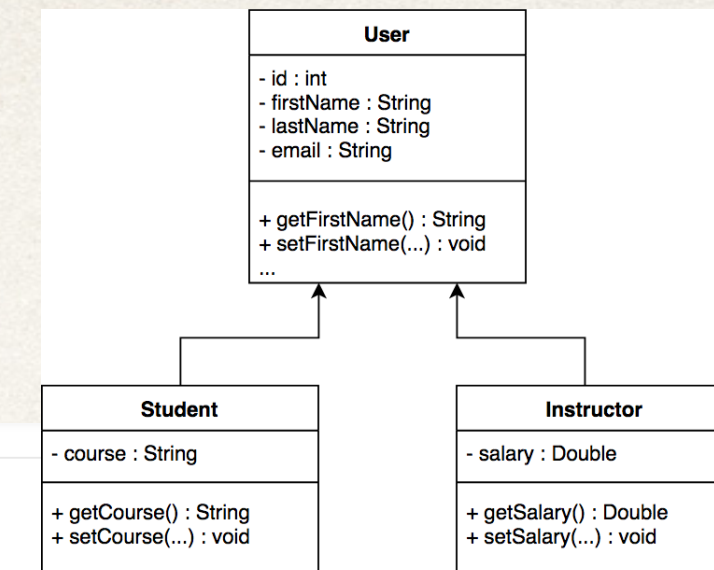 User
- id : int
- firstName : String
- lastName : String
- email : String
+ getFirstName() : String
+ setFirstName(...) : void
...
Student
- course : String
+ getCourse() : String
+ setCourse(...) : void
Instructor
- salary : Double
+ getSalary() : Double
+ setSalary(...) : void